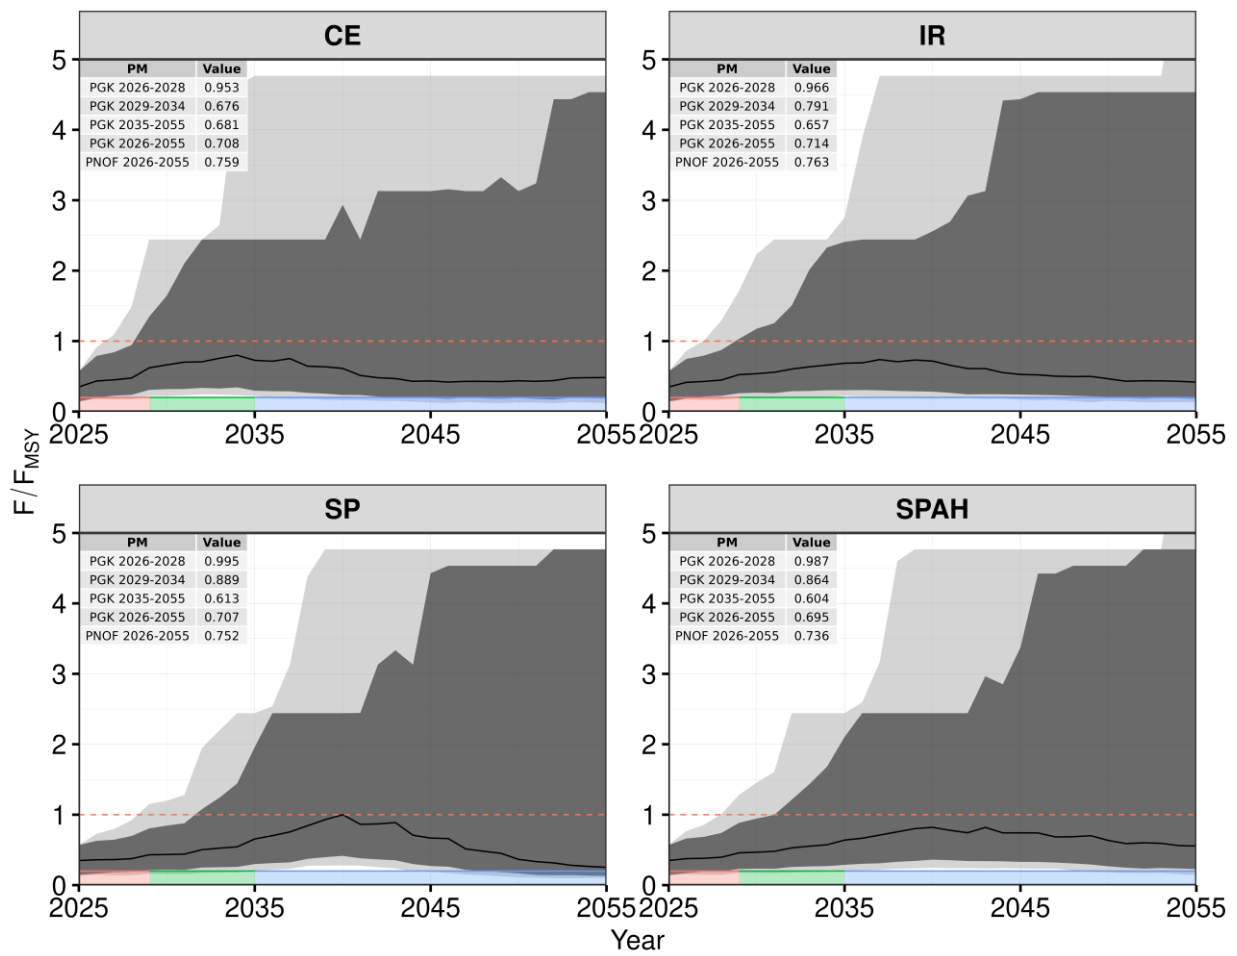 CE
5
4
3
2
1
0
PM Value
PGK 2026-2028 0.953
PGK 2029-2034 0.676
PGK 2035-2055 0.681
PGK 2026-2055 0.708
PNOF 2026-2055 0.759
2025 2035 2045 2055
IR
5
4
3
2
1
0
PM Value
PGK 2026-2028 0.966
PGK 2029-2034 0.791
PGK 2035-2055 0.657
PGK 2026-2055 0.714
PNOF 2026-2055 0.763
2025 2035 2045 2055
F/FMSY
SP
5
4
3
2
1
0
PM Value
PGK 2026-2028 0.995
PGK 2029-2034 0.889
PGK 2035-2055 0.613
PGK 2026-2055 0.707
PNOF 2026-2055 0.752
2025 2035 2045 2055
SPAH
5
4
3
2
1
0
PM Value
PGK 2026-2028 0.987
PGK 2029-2034 0.864
PGK 2035-2055 0.604
PGK 2026-2055 0.695
PNOF 2026-2055 0.736
2025 2035 2045 2055
Year